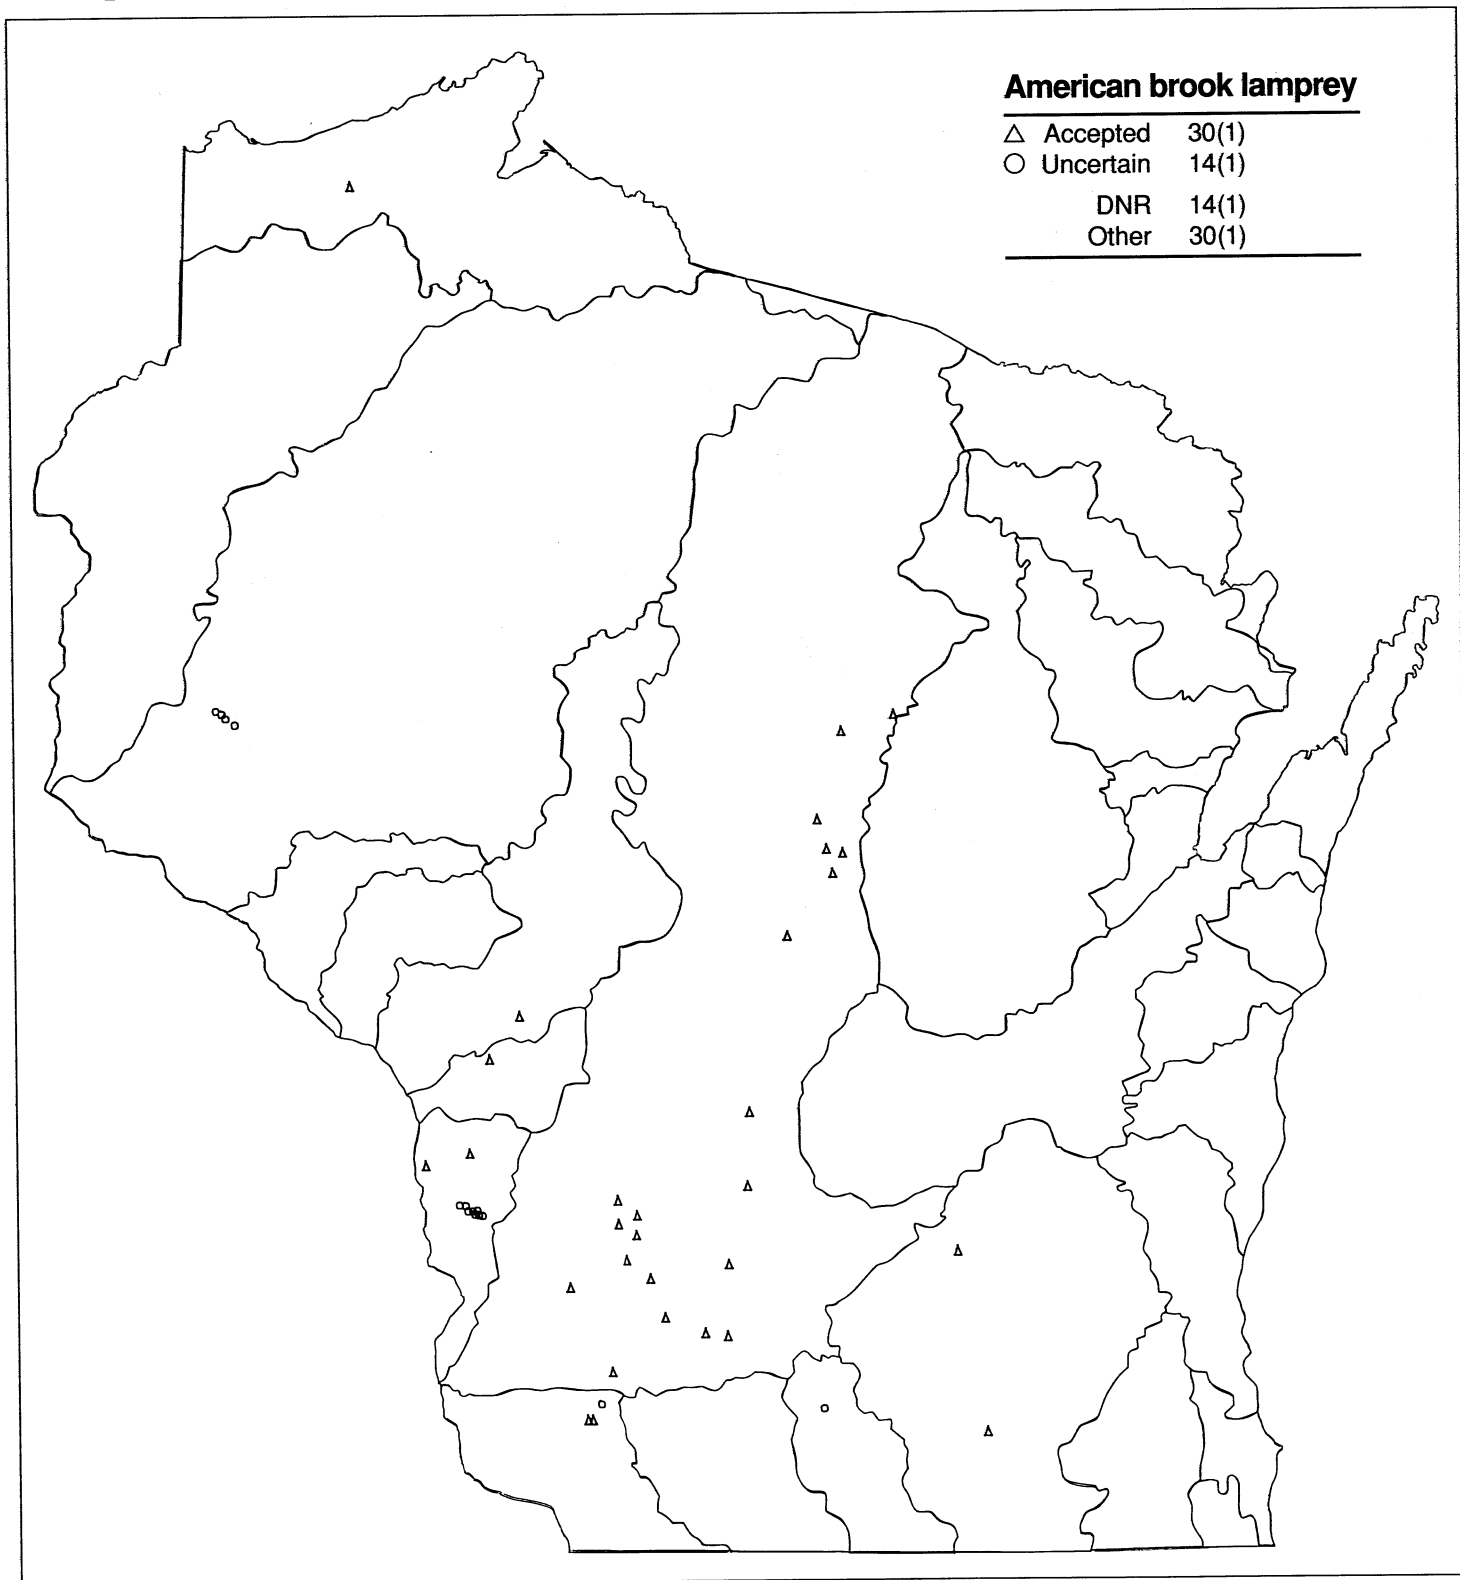 American brook lamprey
△ Accepted 30(1)
○ Uncertain 14(1)
DNR 14(1)
Other 30(1)